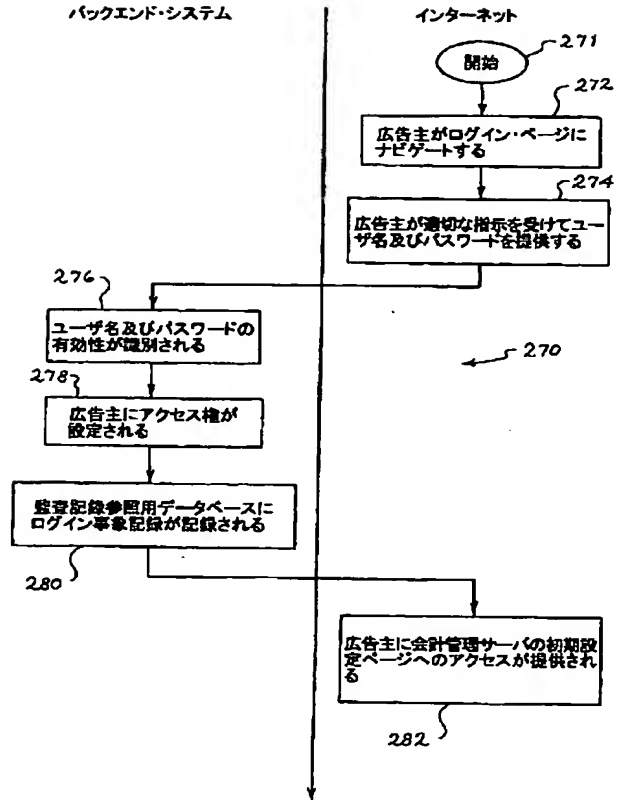 バックエンド・システム
インターネット
271
開始
272
広告主がログイン・ページに
ナビゲートする
274
広告主が適切な指示を受けてユー
ザ名及びパスワードを提供する
276
ユーザ名及びパスワードの
有効性が識別される
270
278
広告主にアクセス権が
設定される
監査記録参照用データベースに
ログイン事象記録が記録される
280
広告主に会計管理サーバの初期設
定ページへのアクセスが提供され
る
282